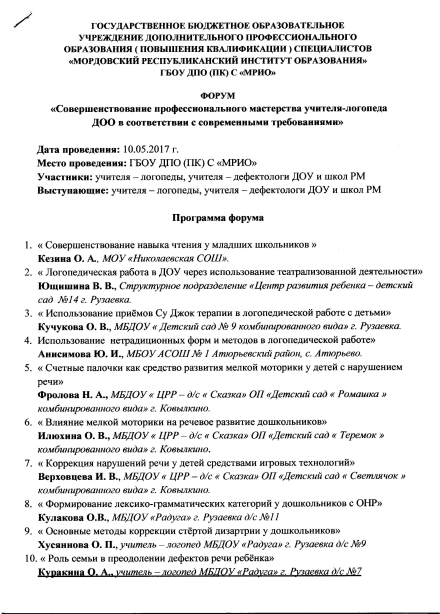 ГОСУДАРСТВЕННОЕ БЮДЖЕТНОЕ ОБРАЗОВАТЕЛЬНОЕ
УЧРЕЖДЕНИЕ ДОПОЛНИТЕЛЬНОГО ПРОФЕССИОНАЛЬНОГО
ОБРАЗОВАНИЯ ( ПОВЫШЕНИЯ КВАЛИФИКАЦИИ ) СПЕЦИАЛИСТОВ
«МОРДОВСКИЙ РЕСПУБЛИКАНСКИЙ ИНСТИТУТ ОБРАЗОВАНИЯ»
ГБОУ ДПО (ПК) С «МРИО»
ФОРУМ
«Совершенствование профессионального мастерства учителя-логопеда
ДОО в соответствии с современными требованиями»
Дата проведения: 10.05.2017 г.
Место проведения: ГБОУ ДПО (ПК) С «МРИО»
Участники: учителя – логопеды, учителя – дефектологи ДОУ и школ РМ
Выступающие: учителя – логопеды, учителя – дефектологи ДОУ и школ РМ
Программа форума
1. « Совершенствование навыка чтения у младших школьников »
Кезина О. А., МОУ «Николаевская СОШ».
2. « Логопедическая работа в ДОУ через использование театрализованной деятельности»
Ющишина В. В., Структурное подразделение «Центр развития ребенка – детский
сад №14 г. Рузаевка.
3. « Использование приёмов Су Джок терапии в логопедической работе с детьми»
Кучукова О. В., МБДОУ « Детский сад № 9 комбинированного вида» г. Рузаевка.
4. Использование нетрадиционных форм и методов в логопедической работе»
Анисимова Ю. И., МБОУ АСОШ № 1 Атюрьевский район, с. Атюрьево.
5. « Счетные палочки как средство развития мелкой моторики у детей с нарушением
речи»
Фролова Н. А., МБДОУ « ЦРР – д/с « Сказка» ОП «Детский сад « Ромашка »
комбинированного вида» г. Ковылкино.
6. « Влияние мелкой моторики на речевое развитие дошкольников»
Илюхина О. В., МБДОУ « ЦРР – д/с « Сказка» ОП «Детский сад « Теремок »
комбинированного вида» г. Ковылкино.
7. « Коррекция нарушений речи у детей средствами игровых технологий»
Верховцева И. В., МБДОУ « ЦРР – д/с « Сказка» ОП «Детский сад « Светлячок »
комбинированного вида» г. Ковылкино.
8. « Формирование лексико-грамматических категорий у дошкольников с ОНР»
Кулакова О.В., МБДОУ «Радуга» г. Рузаевка д/с №11
9. « Основные методы коррекции стёртой дизартрии у дошкольников»
Хусяинова О. П., учитель – логопед МБДОУ «Радуга» г. Рузаевка д/с №9
10. « Роль семьи в преодолении дефектов речи ребёнка»
Куракина О. А., учитель – логопед МБДОУ «Радуга» г. Рузаевка д/с №7